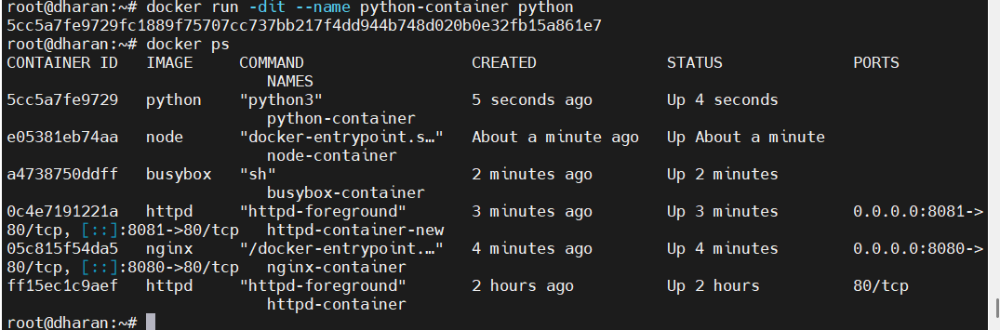 root@dharan:~# docker run -dit --name python-container python
5cc5a7fe9729fc1889f75707cc737bb217f4dd944b748d020b0e32fb15a861e7
root@dharan:~# docker ps
CONTAINER ID   IMAGE     COMMAND                  CREATED              STATUS              PORTS
                            NAMES
5cc5a7fe9729   python    "python3"                5 seconds ago        Up 4 seconds
                            python-container
e05381eb74aa   node      "docker-entrypoint.s…"   About a minute ago   Up About a minute
                            node-container
a4738750ddff   busybox   "sh"                     2 minutes ago        Up 2 minutes
                            busybox-container
0c4e7191221a   httpd     "httpd-foreground"       3 minutes ago        Up 3 minutes        0.0.0.0:8081->
80/tcp, [::]:8081->80/tcp   httpd-container-new
05c815f54da5   nginx     "/docker-entrypoint.…"   4 minutes ago        Up 4 minutes        0.0.0.0:8080->
80/tcp, [::]:8080->80/tcp   nginx-container
ff15ec1c9aef   httpd     "httpd-foreground"       2 hours ago          Up 2 hours          80/tcp
                            httpd-container
root@dharan:~#